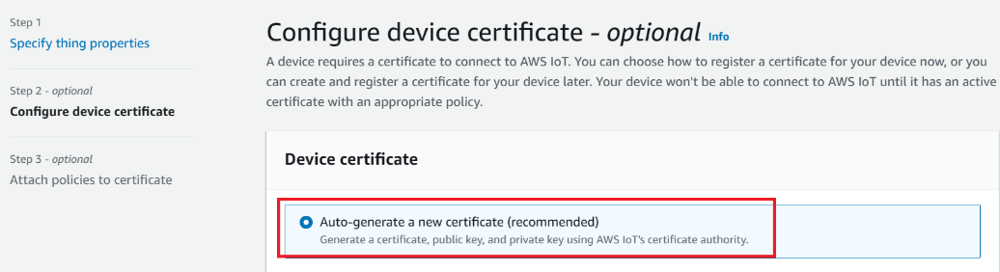 Step 1
Specify thing properties
Step 2 - optional
Configure device certificate
Step 3 - optional
Attach policies to certificate
Configure device certificate - optional Info
A device requires a certificate to connect to AWS IoT. You can choose how to register a certificate for your device now, or you
can create and register a certificate for your device later. Your device won't be able to connect to AWS IoT until it has an active
certificate with an appropriate policy.
Device certificate
Auto-generate a new certificate (recommended)
Generate a certificate, public key, and private key using AWS IoT's certificate authority.